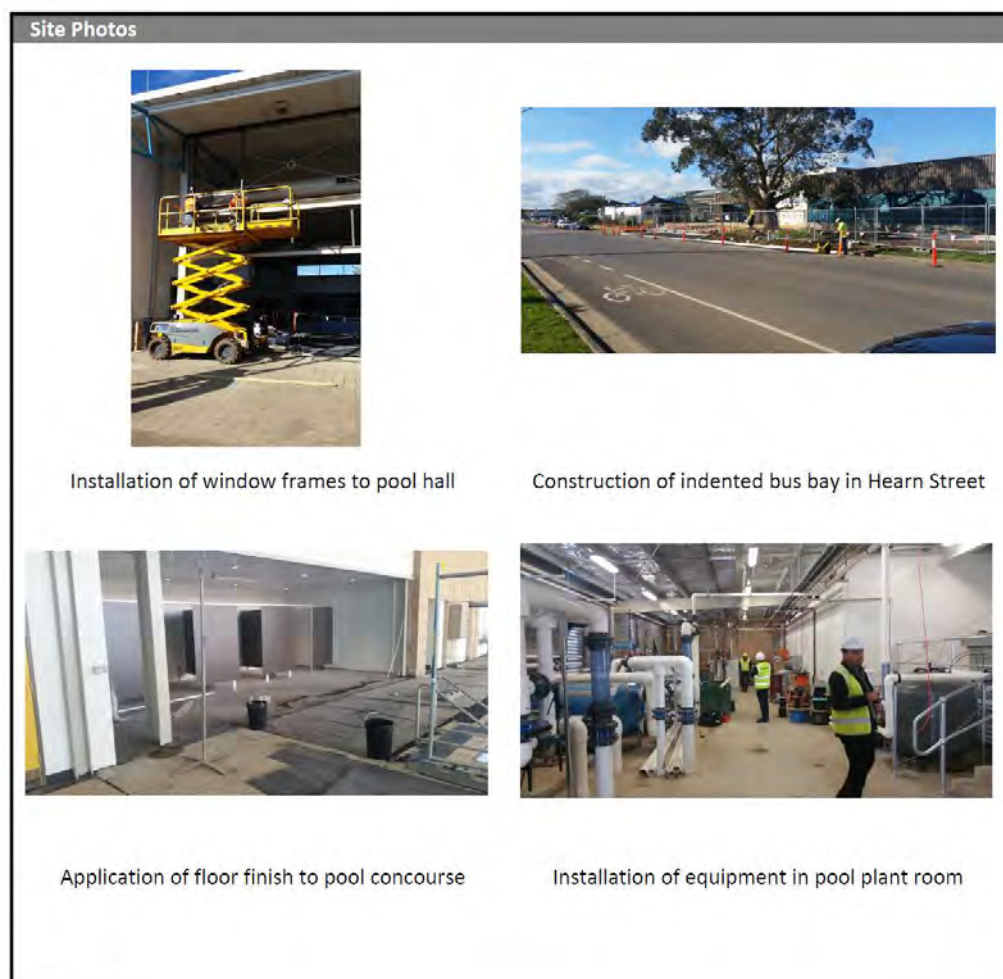 Site Photos
Installation of window frames to pool hall
Construction of indented bus bay in Hearn Street
Application of floor finish to pool concourse
Installation of equipment in pool plant room